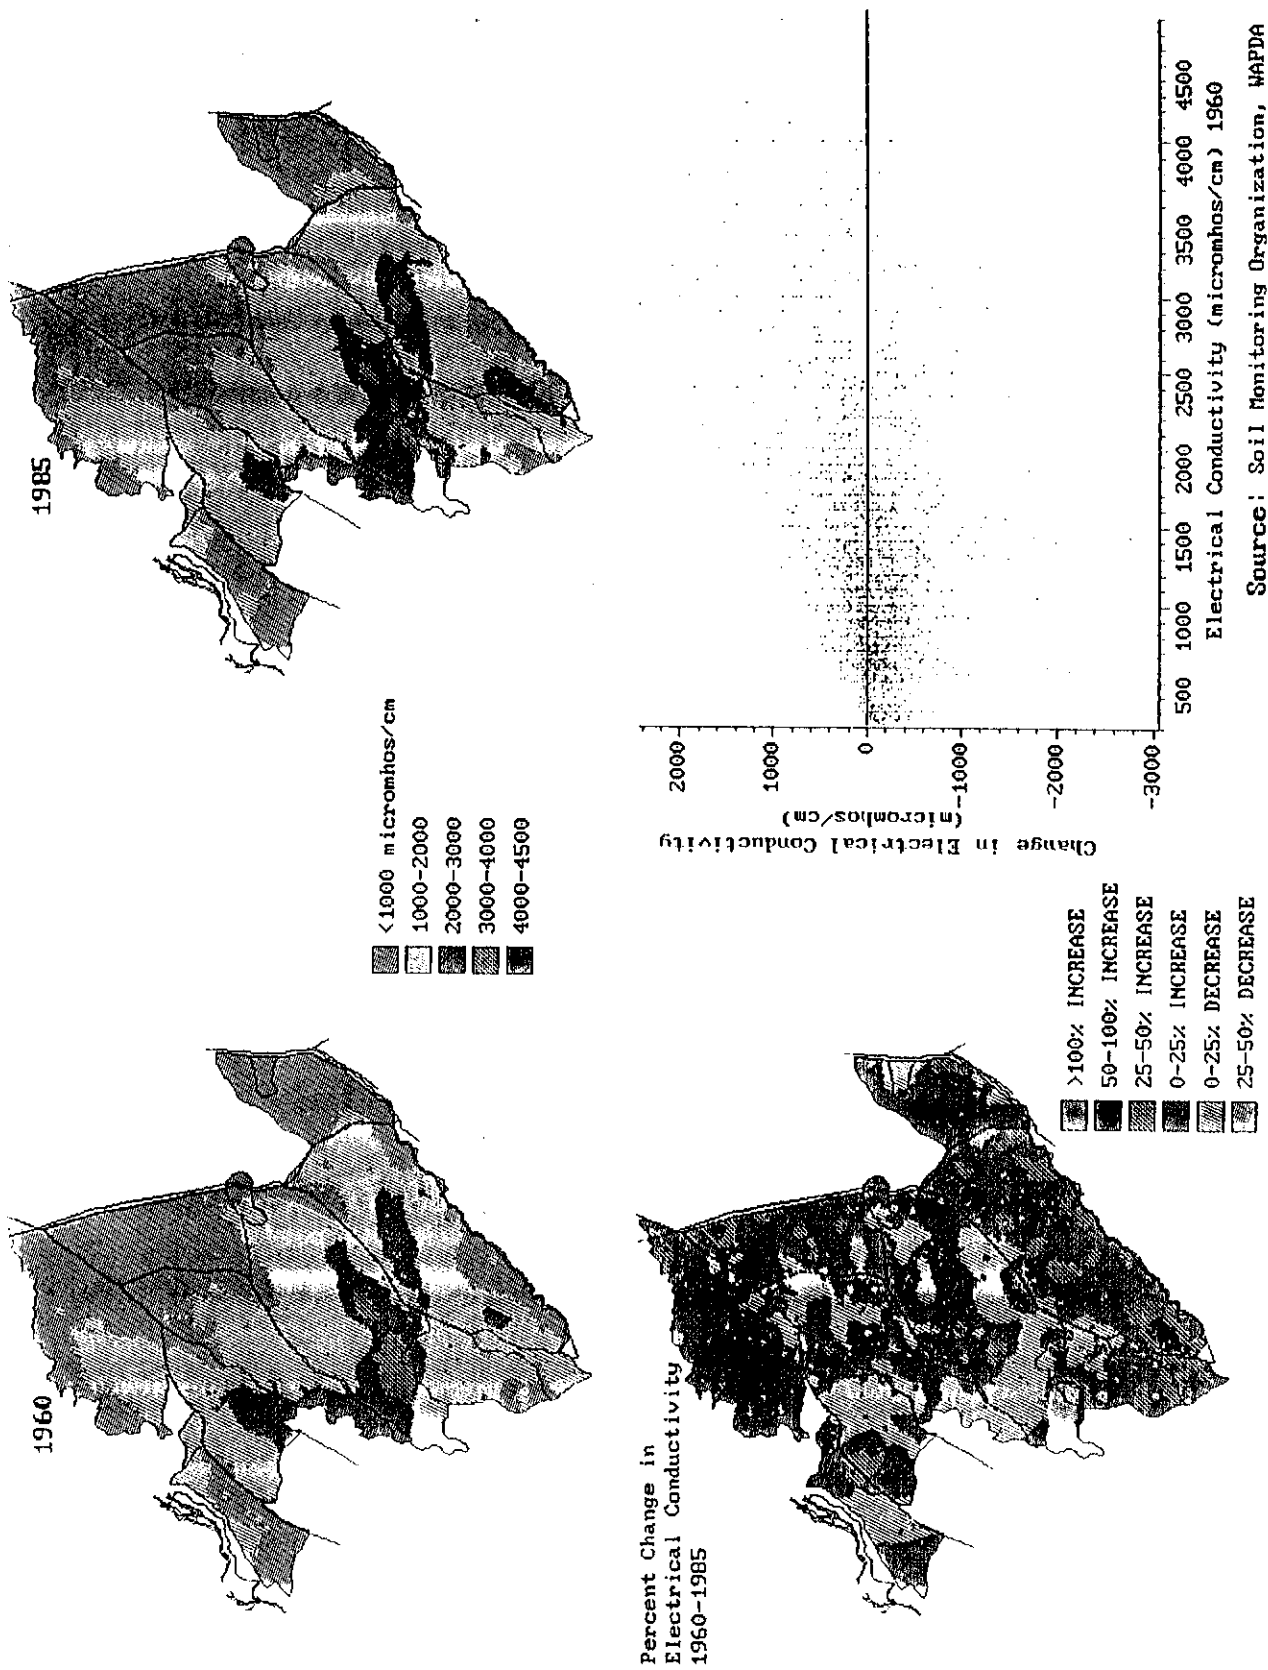 1960
1985
<1000 micromhos/cm
1000-2000
2000-3000
3000-4000
4000-4500
Percent Change in
Electrical Conductivity
1960-1985
>100% INCREASE
50-100% INCREASE
25-50% INCREASE
0-25% INCREASE
0-25% DECREASE
25-50% DECREASE
Change in Electrical Conductivity
(micromhos/cm)
2000
1000
0
-1000
-2000
-3000
500 1000 1500 2000 2500 3000 3500 4000 4500
Electrical Conductivity (micromhos/cm) 1960
Source: Soil Monitoring Organization, WAPDA